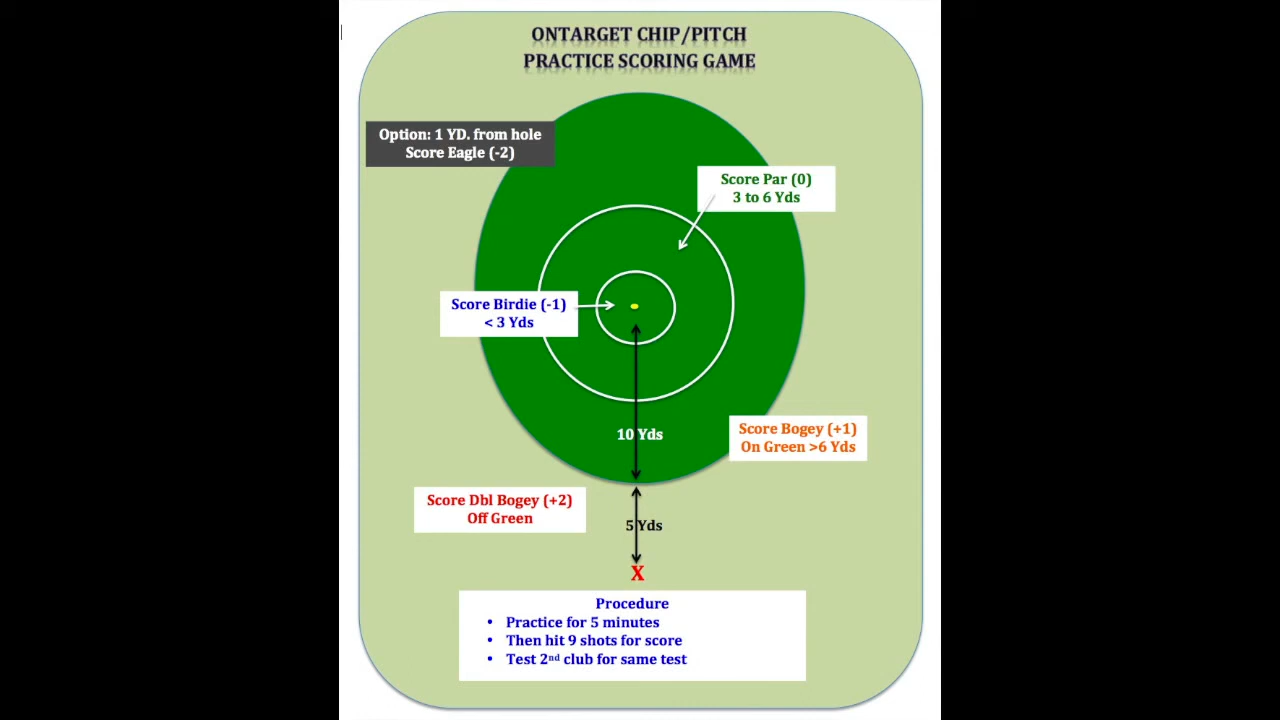 ONTARGET CHIP/PITCH
PRACTICE SCORING GAME
Option: 1 YD. from hole
Score Eagle (-2)
Score Par (0)
3 to 6 Yds
Score Birdie (-1)
< 3 Yds
Score Bogey (+1)
On Green >6 Yds
10 Yds
Score Dbl Bogey (+2)
Off Green
5 Yds
X
Procedure
• Practice for 5 minutes
• Then hit 9 shots for score
• Test 2nd club for same test